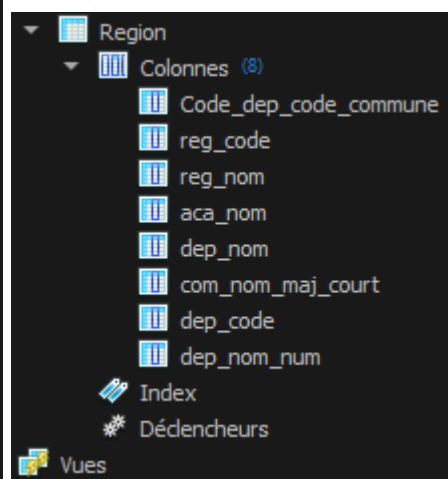 Region
Colonnes (8)
Code_dep_code_commune
reg_code
reg_nom
aca_nom
dep_nom
com_nom_maj_court
dep_code
dep_nom_num
Index
Déclencheurs
Vues